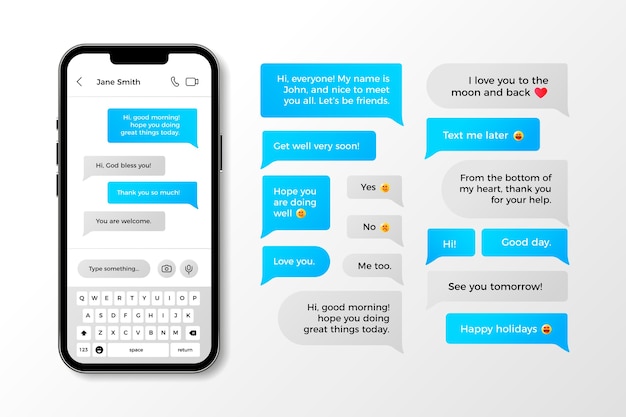 Jane Smith
Hi, good morning!
hope you doing
great things today.
Hi, God bless you!
Thank you so much!
You are welcome.
Type something...
Q W E R T Y U I O P
A S D F G H J K L
Z X C V B N M
123 space return
Hi, everyone! My name is
John, and nice to meet
you all. Let's be friends.
Get well very soon!
Hope you
are doing
well
Yes
No
Love you.
Me too.
Hi, good morning!
hope you doing
great things today.
I love you to the
moon and back
Text me later
From the bottom of
my heart, thank you
for your help.
Hi!
Good day.
See you tomorrow!
Happy holidays